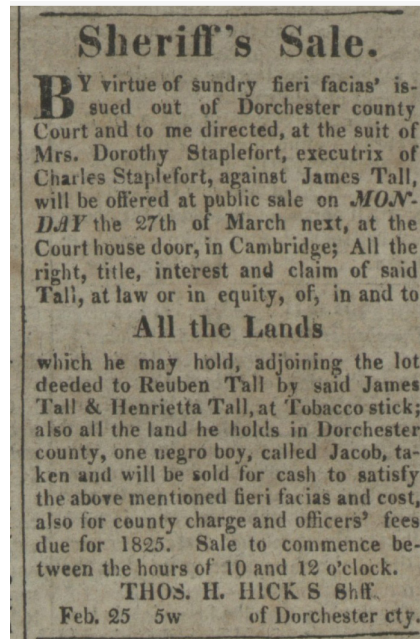 Sheriff's Sale.
BY virtue of sundry fieri facias' is-
sued out of Dorchester county
Court and to me directed, at the suit of
Mrs. Dorothy Staplefort, executrix of
Charles Staplefort, against James Tall,
will be offered at public sale on MON-
DAY the 27th of March next, at the
Court house door, in Cambridge; All the
right, title, interest and claim of said
Tall, at law or in equity, of, in and to
All the Lands
which he may hold, adjoining the lot
deeded to Reuben Tall by said James
Tall & Henrietta Tall, at Tobacco stick;
also all the land he holds in Dorchester
county, one negro boy, called Jacob, ta-
ken and will be sold for cash to satisfy
the above mentioned fieri facias and cost,
also for county charge and officers' fees
due for 1825. Sale to commence be-
tween the hours of 10 and 12 o'clock.
THOS. H. HICKS Shff.
Feb. 25 5w of Dorchester cty.